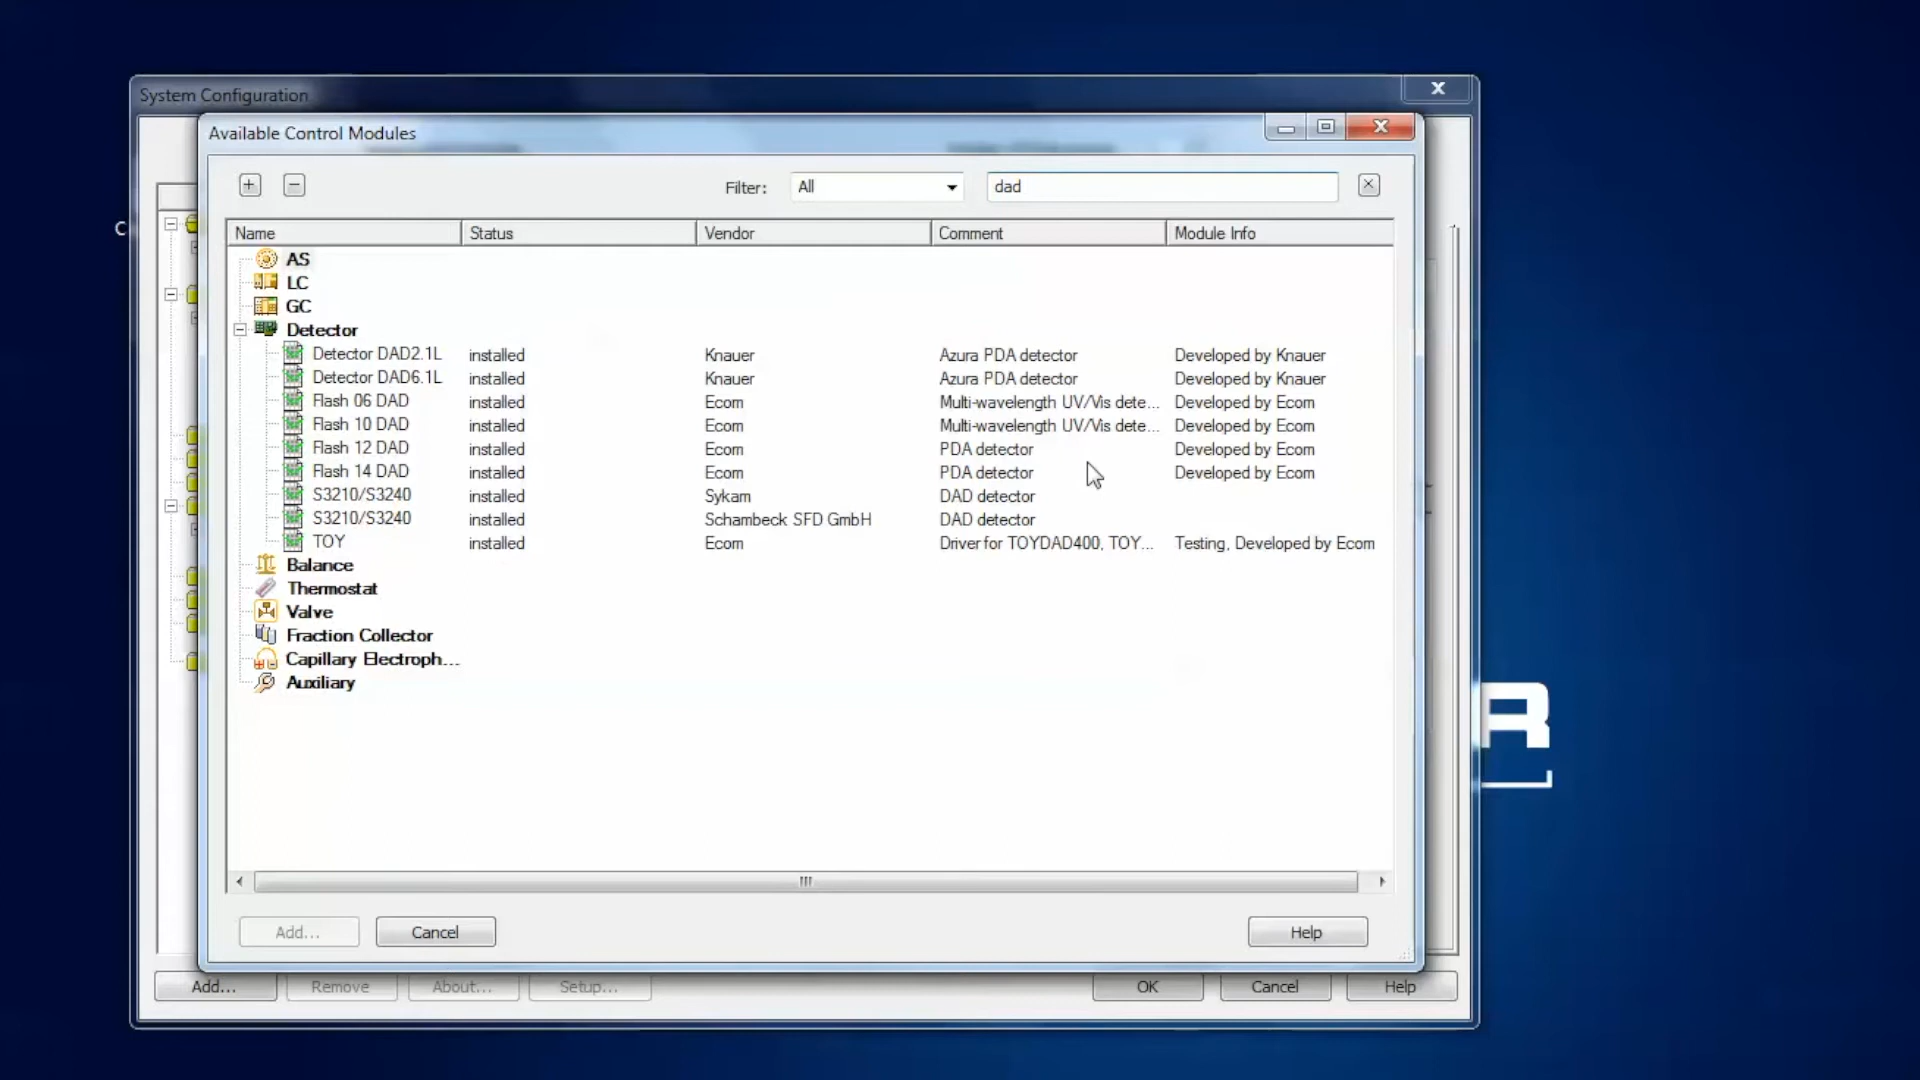 System Configuration
Available Control Modules
Filter: All dad
Name Status Vendor Comment Module Info
C
AS
LC
GC
Detector
Detector DAD2.1L installed Knauer Azura PDA detector Developed by Knauer
Detector DAD6.1L installed Knauer Azura PDA detector Developed by Knauer
Flash 06 DAD installed Ecom Multi-wavelength UV/Vis dete... Developed by Ecom
Flash 10 DAD installed Ecom Multi-wavelength UV/Vis dete... Developed by Ecom
Flash 12 DAD installed Ecom PDA detector Developed by Ecom
Flash 14 DAD installed Ecom PDA detector Developed by Ecom
S3210/S3240 installed Sykam DAD detector
S3210/S3240 installed Schambeck SFD GmbH DAD detector
TOY installed Ecom Driver for TOYDAD400, TOY... Testing, Developed by Ecom
Balance
Thermostat
Valve
Fraction Collector
Capillary Electroph...
Auxiliary
R
Add... Cancel Help
Add... Remove About... Setup... OK Cancel Help